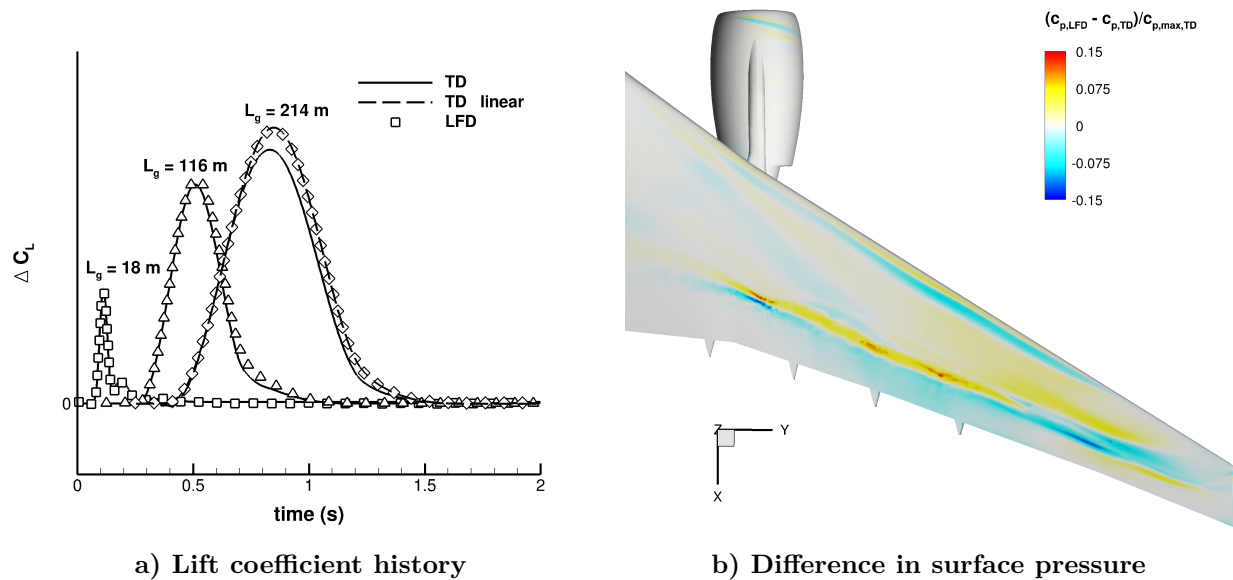 TD
TD linear
LFD
L_g = 214 m
L_g = 116 m
L_g = 18 m
△ C_L
0
0 0.5 1 1.5 2
time (s)
a) Lift coefficient history
(c_p,LFD - c_p,TD)/c_p,max,TD
0.15
0.075
0
-0.075
-0.15
Z Y
X
b) Difference in surface pressure